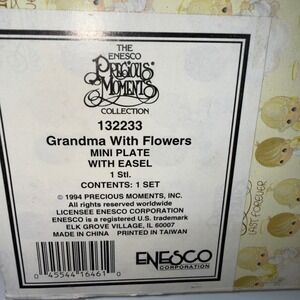 THE
ENESCO
PRECIOUS
MOMENTS
COLLECTION
132233
Grandma With Flowers
MINI PLATE
WITH EASEL
1 Stl.
CONTENTS: 1 SET
© 1994 PRECIOUS MOMENTS, INC.
All rights reserved worldwide
LICENSEE ENESCO CORPORATION
ENESCO is a registered U.S. trademark
ELK GROVE VILLAGE, IL 60007
MADE IN CHINA PRINTED IN TAIWAN
0 45544 16461 0
ENESCO
CORPORATION
LAST FOREVER